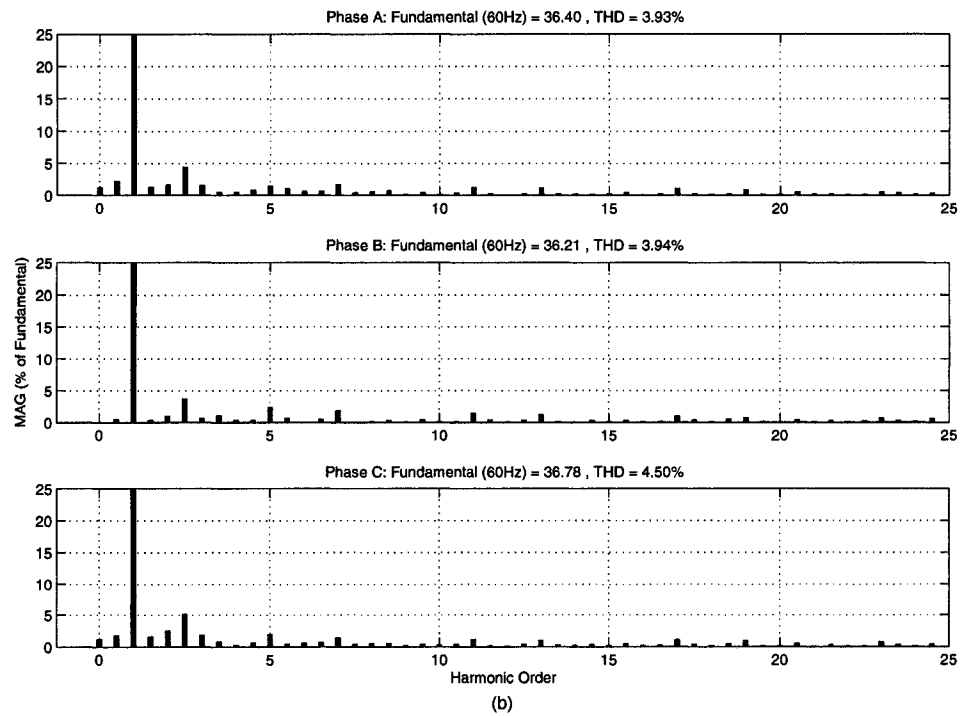 Phase A: Fundamental (60Hz) = 36.40 , THD = 3.93%
25
20
15
10
5
0
0 5 10 15 20 25
Phase B: Fundamental (60Hz) = 36.21 , THD = 3.94%
MAG (% of Fundamental)
25
20
15
10
5
0
0 5 10 15 20 25
Phase C: Fundamental (60Hz) = 36.78 , THD = 4.50%
25
20
15
10
5
0
0 5 10 15 20 25
Harmonic Order
(b)